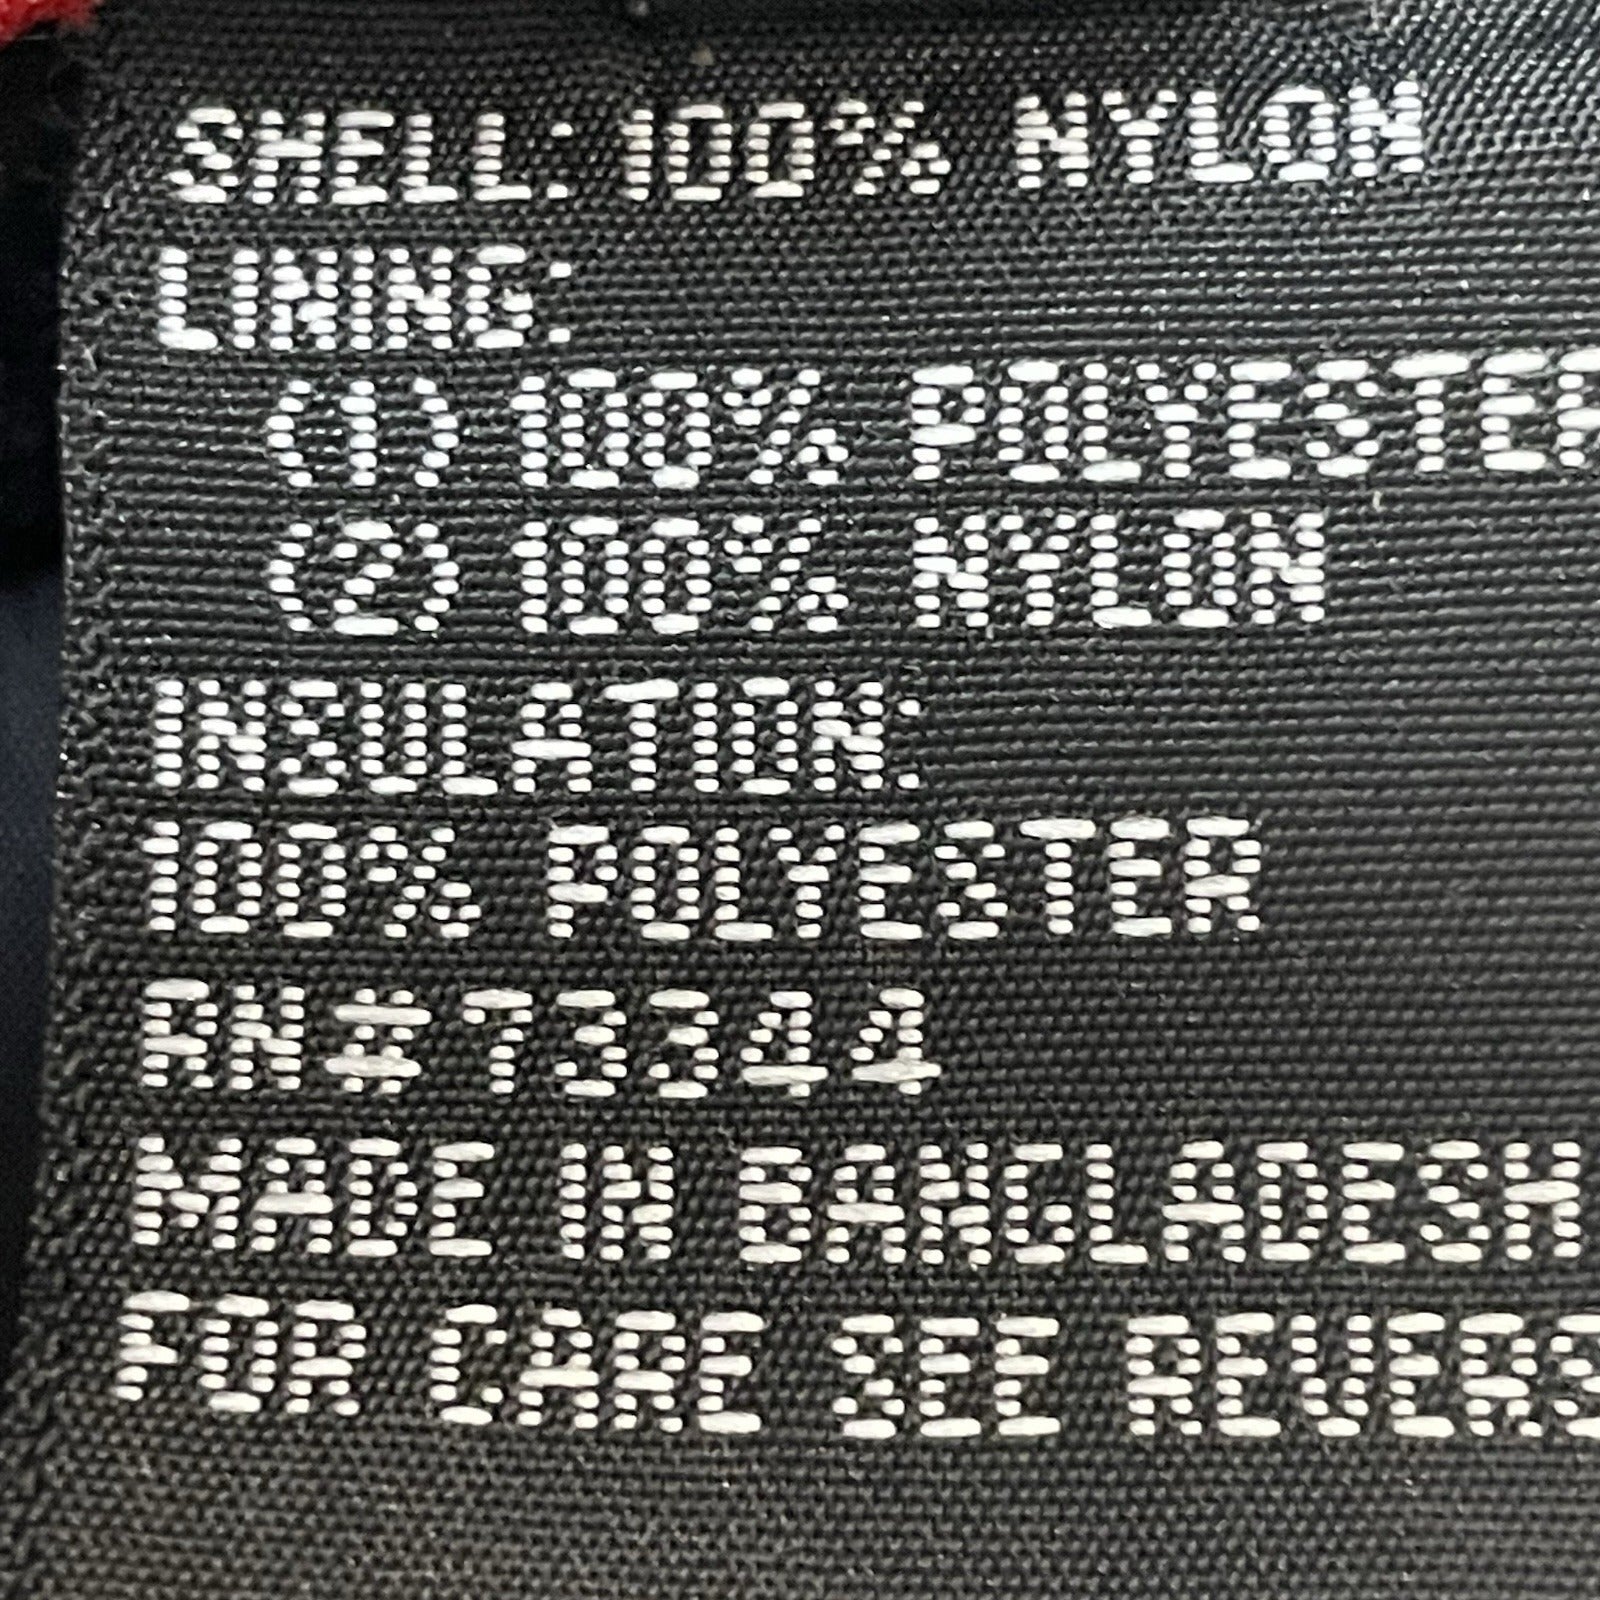 SHELL: 100% NYLON
LINING:
(1) 100% POLYESTER
(2) 100% NYLON
INSULATION:
100% POLYESTER
RN# 73344
MADE IN BANGLADESH
FOR CARE SEE REVERS